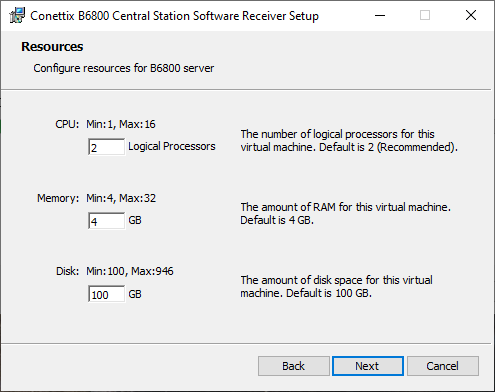 Conettix B6800 Central Station Software Receiver Setup
Resources
Configure resources for B6800 server
CPU: Min:1, Max:16
2 Logical Processors
The number of logical processors for this
virtual machine. Default is 2 (Recommended).
Memory: Min:4, Max:32
4 GB
The amount of RAM for this virtual machine.
Default is 4 GB.
Disk: Min:100, Max:946
100 GB
The amount of disk space for this virtual
machine. Default is 100 GB.
Back Next Cancel